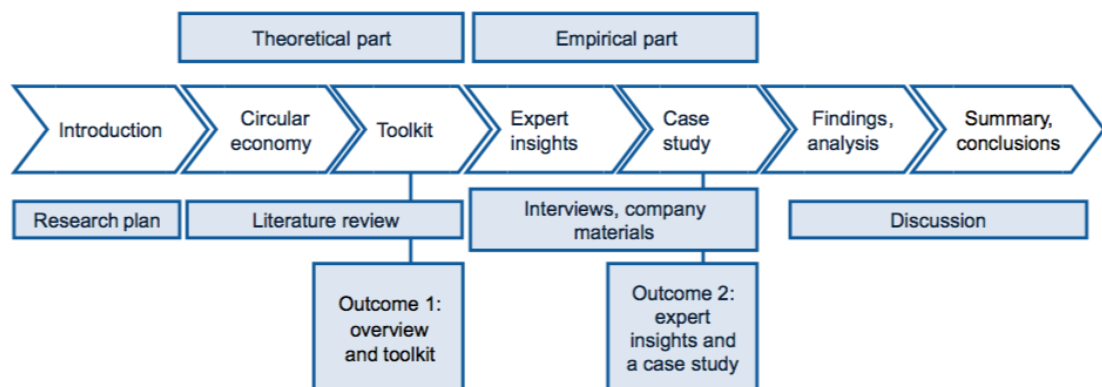 Theoretical part
Empirical part
Introduction
Circular
economy
Toolkit
Expert
insights
Case
study
Findings,
analysis
Summary,
conclusions
Research plan
Literature review
Interviews, company
materials
Discussion
Outcome 1:
overview
and toolkit
Outcome 2:
expert
insights and
a case study